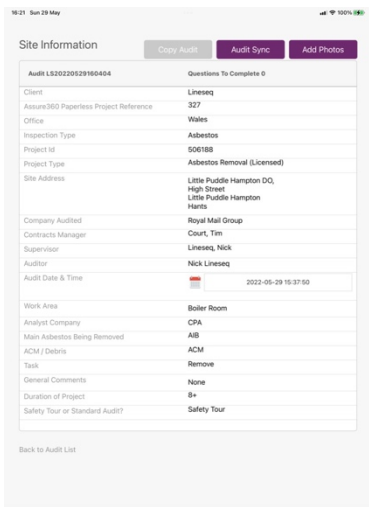 16:21 Sun 29 May
100%
Site Information
Copy Audit
Audit Sync
Add Photos
Audit LS20220529160404 Questions To Complete 0
Client Lineseq
Assure360 Paperless Project Reference 327
Office Wales
Inspection Type Asbestos
Project Id 506188
Project Type Asbestos Removal (Licensed)
Site Address Little Puddle Hampton DO,
High Street
Little Puddle Hampton
Hants
Company Audited Royal Mail Group
Contracts Manager Court, Tim
Supervisor Lineseq, Nick
Auditor Nick Lineseq
Audit Date & Time 2022-05-29 15:37:50
Work Area Boiler Room
Analyst Company CPA
Main Asbestos Being Removed AIB
ACM / Debris ACM
Task Remove
General Comments None
Duration of Project 8+
Safety Tour or Standard Audit? Safety Tour
Back to Audit List